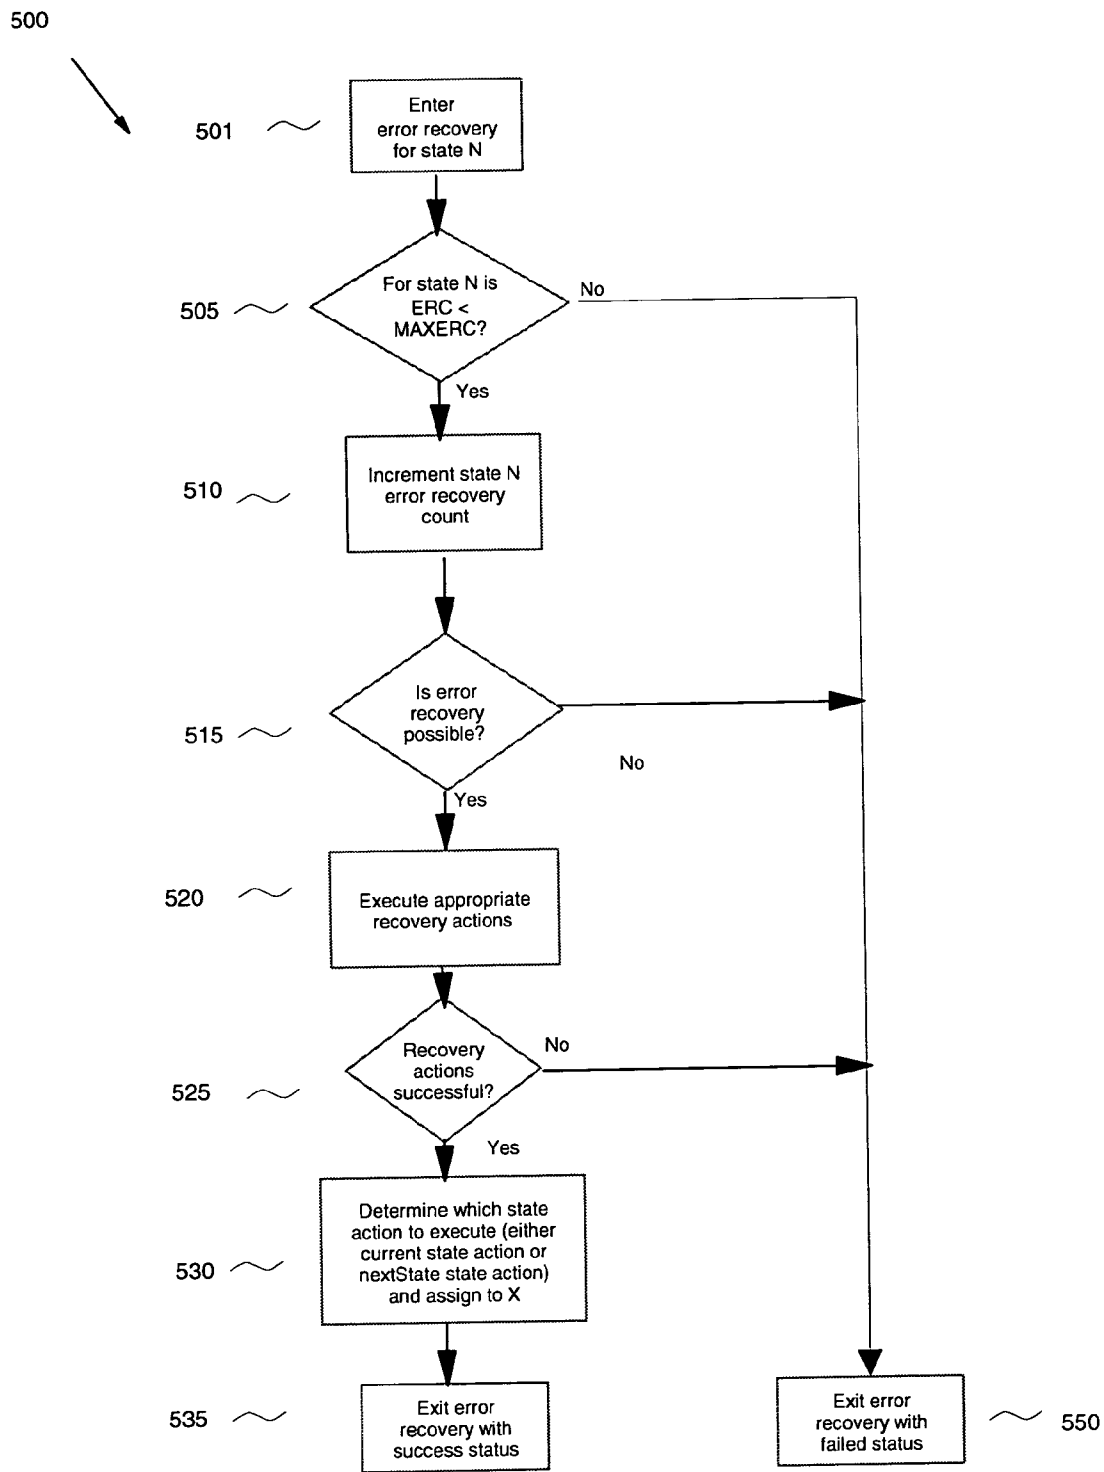 500
501
Enter
error recovery
for state N
505
For state N is
ERC <
MAXERC?
No
Yes
510
Increment state N
error recovery
count
515
Is error
recovery
possible?
No
Yes
520
Execute appropriate
recovery actions
525
Recovery
actions
successful?
No
Yes
530
Determine which state
action to execute (either
current state action or
nextState state action)
and assign to X
535
Exit error
recovery with
success status
Exit error
recovery with
failed status
550